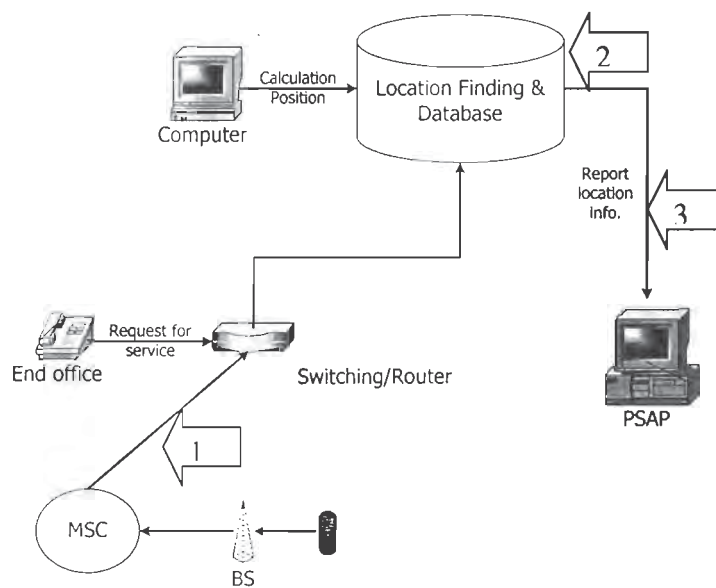 2
Calculation
Position
Location Finding &
Database
Computer
Report
location
info.
3
Request for
service
End office
Switching/Router
PSAP
1
MSC
BS